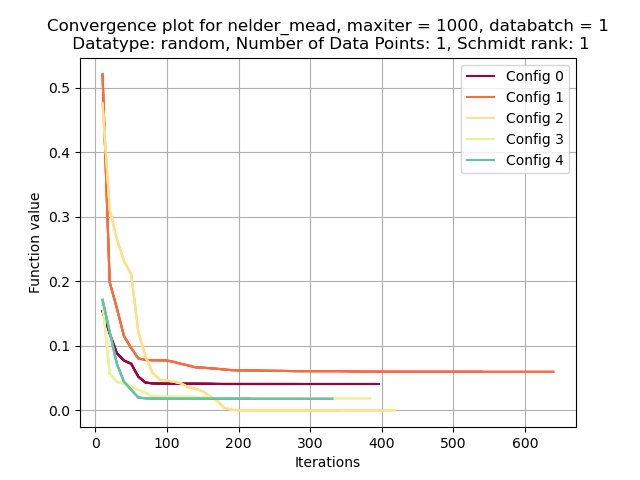 Convergence plot for nelder_mead, maxiter = 1000, databatch = 1
Datatype: random, Number of Data Points: 1, Schmidt rank: 1
Config 0
Config 1
Config 2
Config 3
Config 4
Function value
0.5
0.4
0.3
0.2
0.1
0.0
0 100 200 300 400 500 600
Iterations